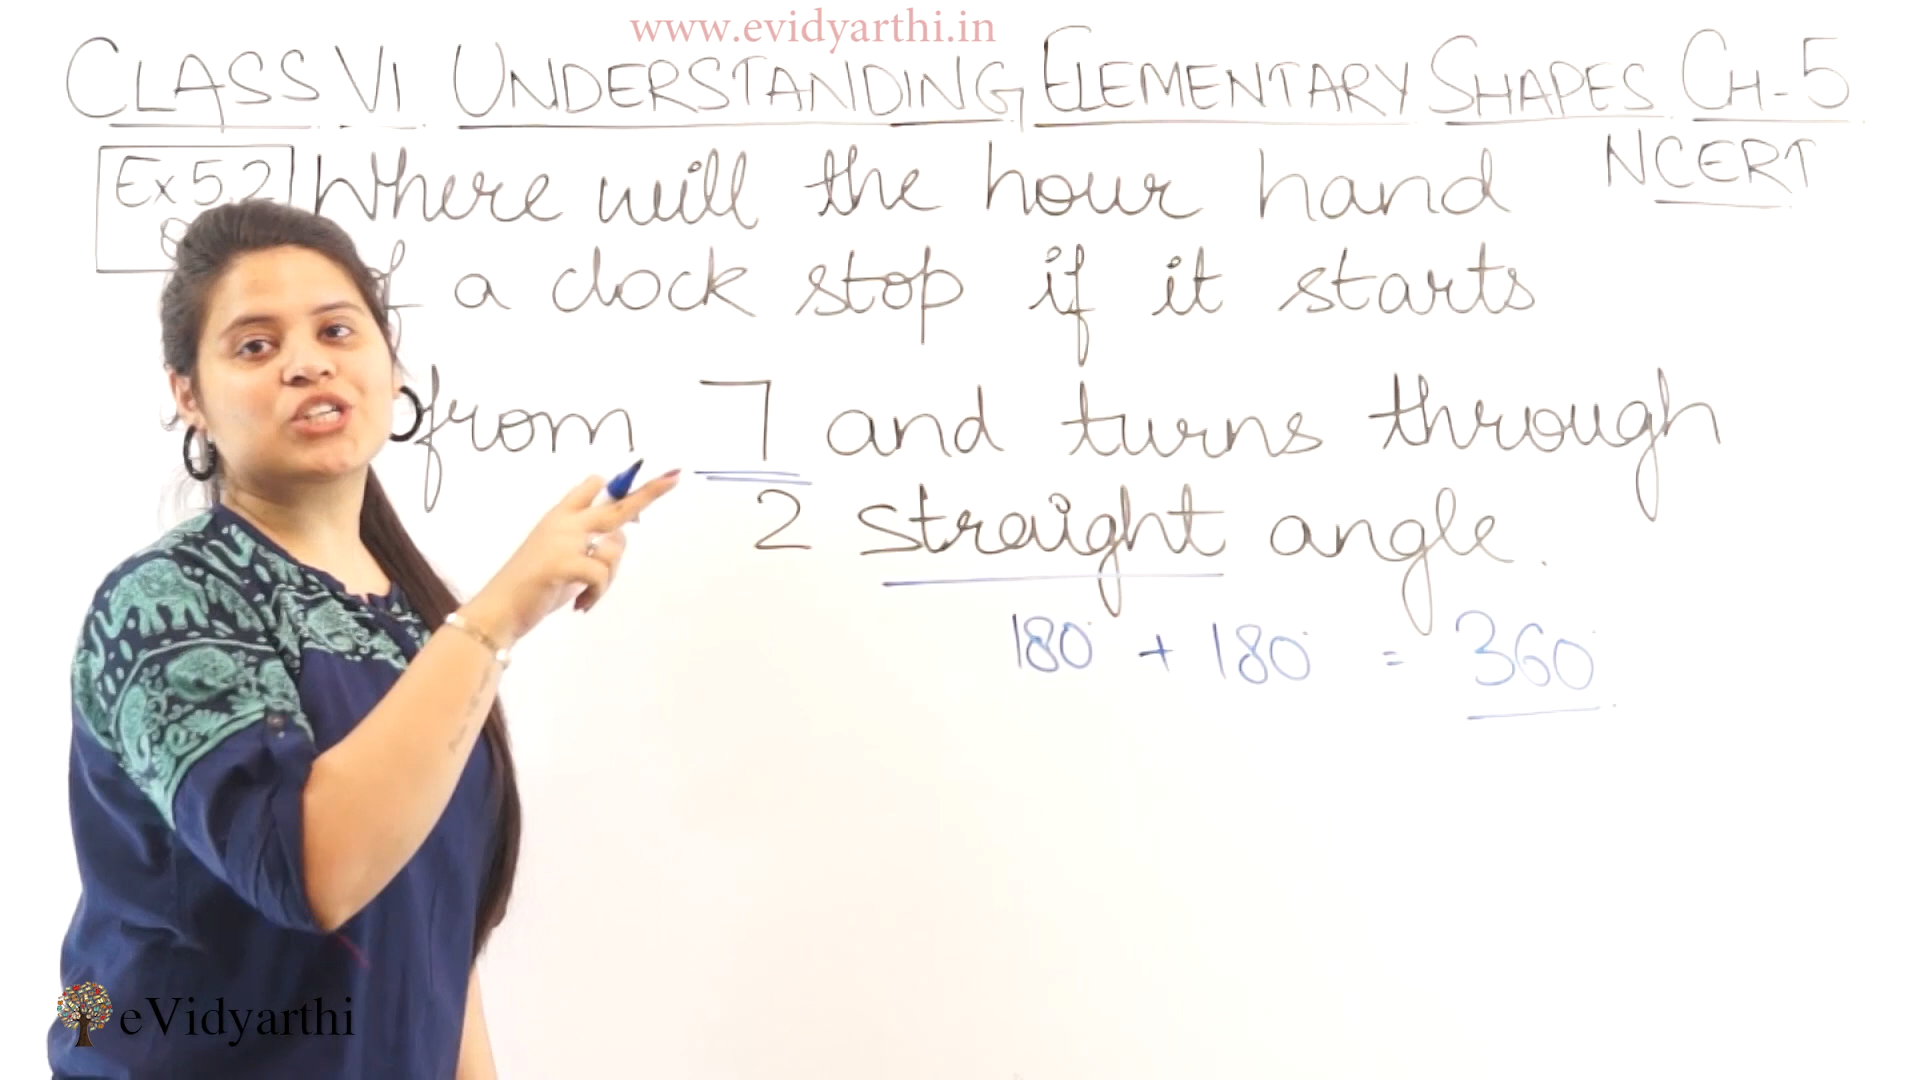 www.evidyarthi.in
CLASS VI UNDERSTANDING ELEMENTARY SHAPES CH-5
NCERT
Ex 5.2
Where will the hour hand
of a clock stop if it starts
from 7 and turns through
2 straight angle.
180° + 180° = 360°
eVidyarthi